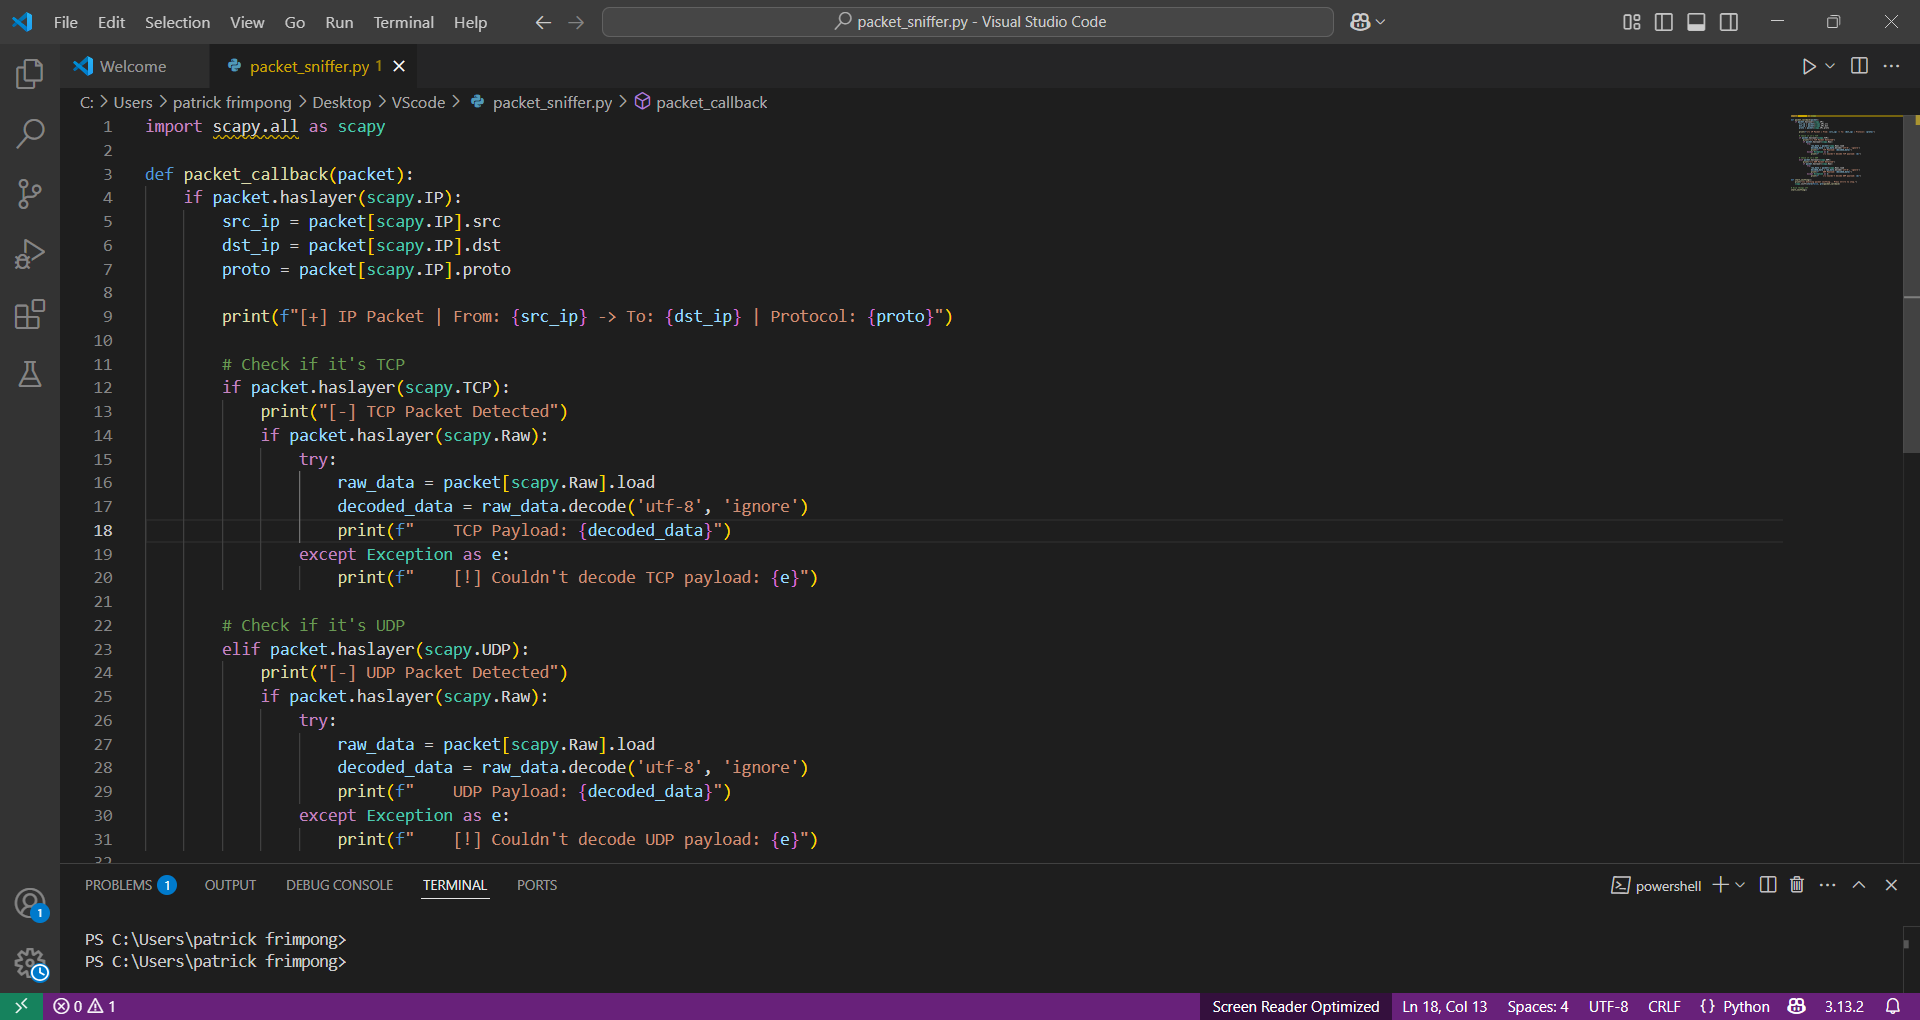 File Edit Selection View Go Run Terminal Help packet_sniffer.py - Visual Studio Code
Welcome packet_sniffer.py 1
C: > Users > patrick frimpong > Desktop > VScode > packet_sniffer.py > packet_callback
1 import scapy.all as scapy
2
3 def packet_callback(packet):
4 if packet.haslayer(scapy.IP):
5 src_ip = packet[scapy.IP].src
6 dst_ip = packet[scapy.IP].dst
7 proto = packet[scapy.IP].proto
8
9 print(f"[+] IP Packet | From: {src_ip} -> To: {dst_ip} | Protocol: {proto}")
10
11 # Check if it's TCP
12 if packet.haslayer(scapy.TCP):
13 print("[-] TCP Packet Detected")
14 if packet.haslayer(scapy.Raw):
15 try:
16 raw_data = packet[scapy.Raw].load
17 decoded_data = raw_data.decode('utf-8', 'ignore')
18 print(f"    TCP Payload: {decoded_data}")
19 except Exception as e:
20 print(f"    [!] Couldn't decode TCP payload: {e}")
21
22 # Check if it's UDP
23 elif packet.haslayer(scapy.UDP):
24 print("[-] UDP Packet Detected")
25 if packet.haslayer(scapy.Raw):
26 try:
27 raw_data = packet[scapy.Raw].load
28 decoded_data = raw_data.decode('utf-8', 'ignore')
29 print(f"    UDP Payload: {decoded_data}")
30 except Exception as e:
31 print(f"    [!] Couldn't decode UDP payload: {e}")
32
PROBLEMS 1 OUTPUT DEBUG CONSOLE TERMINAL PORTS powershell
PS C:\Users\patrick frimpong>
PS C:\Users\patrick frimpong>
1
0 1 Screen Reader Optimized Ln 18, Col 13 Spaces: 4 UTF-8 CRLF {} Python 3.13.2